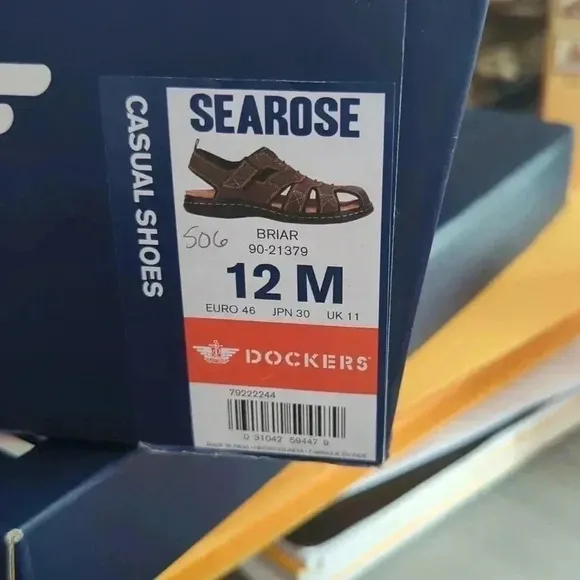 CASUAL SHOES
SEAROSE
506
BRIAR
90-21379
12 M
EURO 46 JPN 30 UK 11
DOCKERS
79222244
0 31042 59447 9